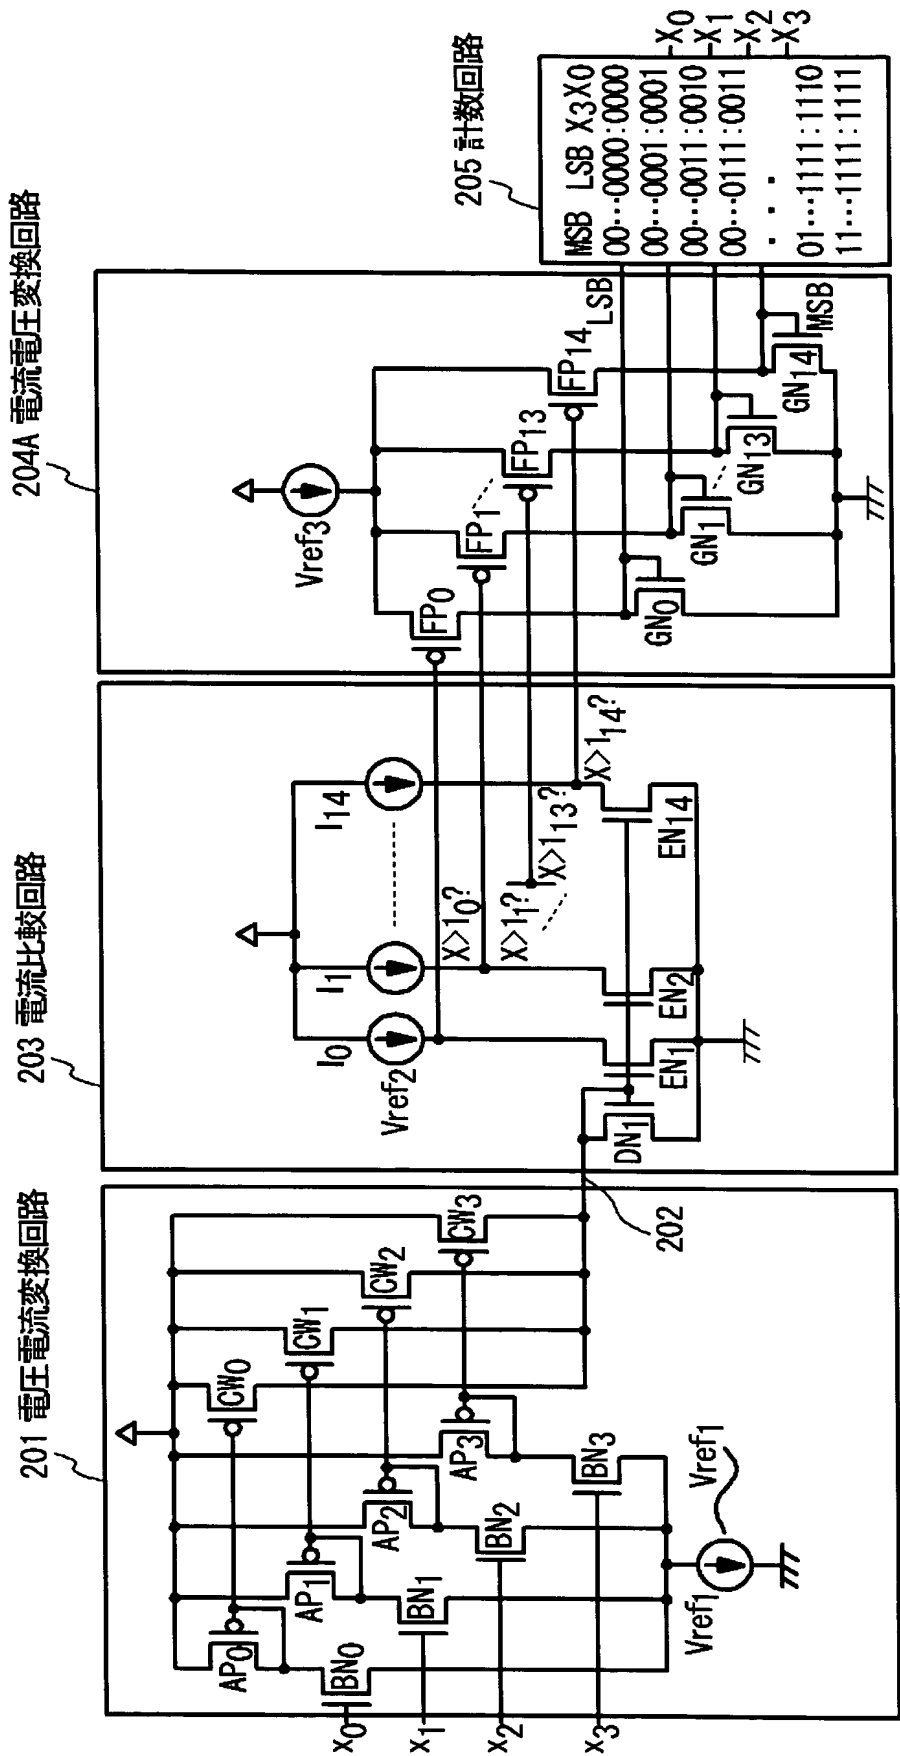 201 電圧電流変換回路
203 電流比較回路
204A 電流電圧変換回路
205 計数回路
x0
x1
x2
x3
AP0
AP1
AP2
AP3
BN0
BN1
BN2
BN3
CW0
CW1
CW2
CW3
Vref1
Vref1
202
I0
I1
I14
Vref2
X>I0?
X>I1?
X>I13?
X>I14?
DN1
EN1
EN2
EN14
Vref3
FP0
FP1
FP13
FP14
GN0
GN1
GN13
GN14
LSB
MSB
MSB LSB X3 X0
00···0000:0000
00···0001:0001
00···0011:0010
00···0111:0011
· · ·
01···1111:1110
11···1111:1111
X0
X1
X2
X3